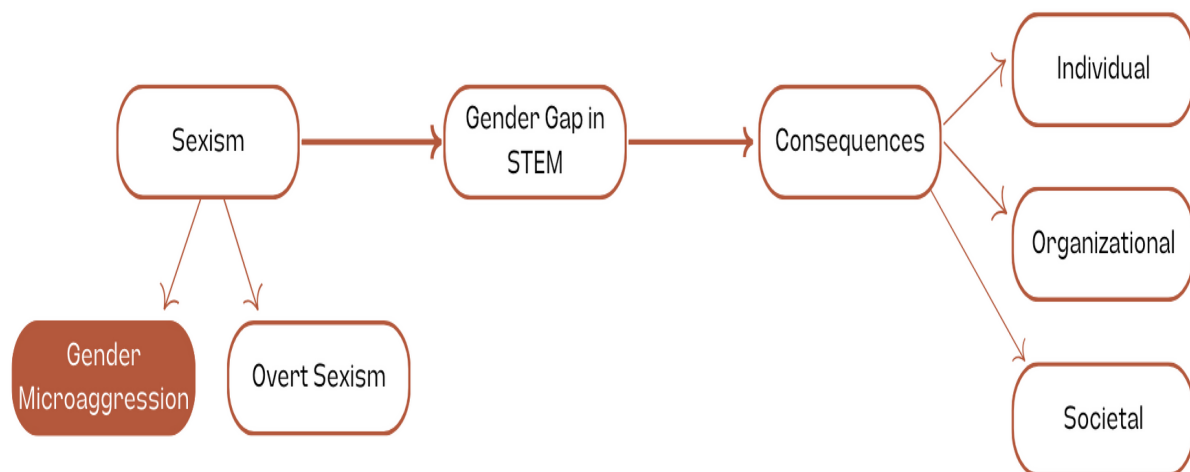 Individual
Sexism
Gender Gap in
STEM
Consequences
Organizational
Gender
Microaggression
Overt Sexism
Societal